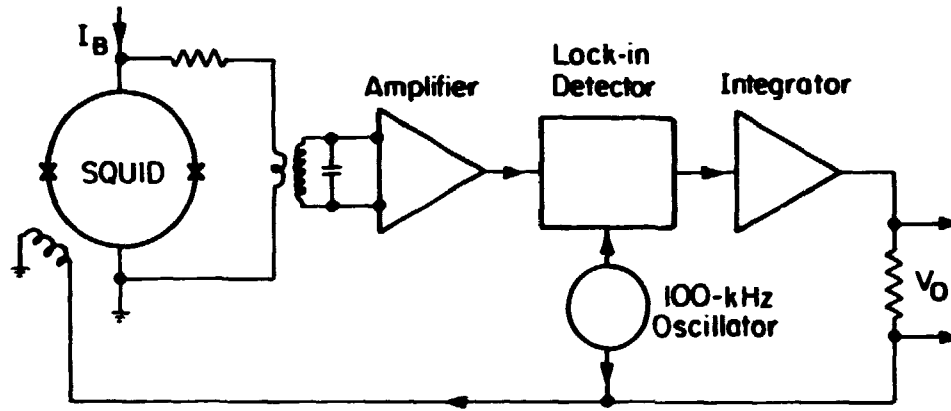 I_B
SQUID
Amplifier
Lock-in
Detector
Integrator
100-kHz
Oscillator
V_O